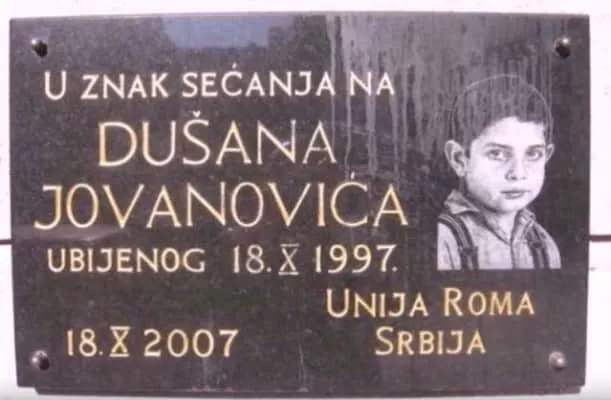 U ZNAK SEĆANJA NA
DUŠANA
JOVANOVIĆA
UBIJENOG 18.X 1997.
UNIJA ROMA
18.X 2007 SRBIJA